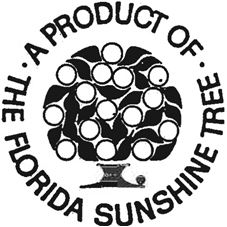 · A PRODUCT OF ·
THE FLORIDA SUNSHINE TREE